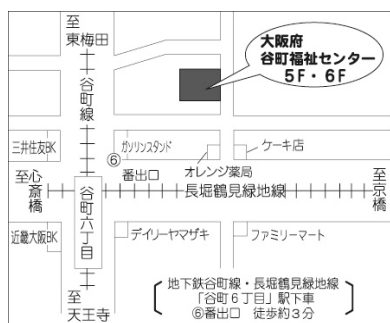 至
東梅田
大阪府
谷町福祉センター
5F・6F
谷町線
三井住友BK
ガソリンスタンド
ケーキ店
⑥
番出口
オレンジ薬局
至心斎橋
長堀鶴見緑地線
至京橋
谷町六丁目
近畿大阪BK
デイリーヤマザキ
ファミリーマート
至
天王寺
地下鉄谷町線・長堀鶴見緑地線
「谷町6丁目」駅下車
⑥番出口 徒歩約3分